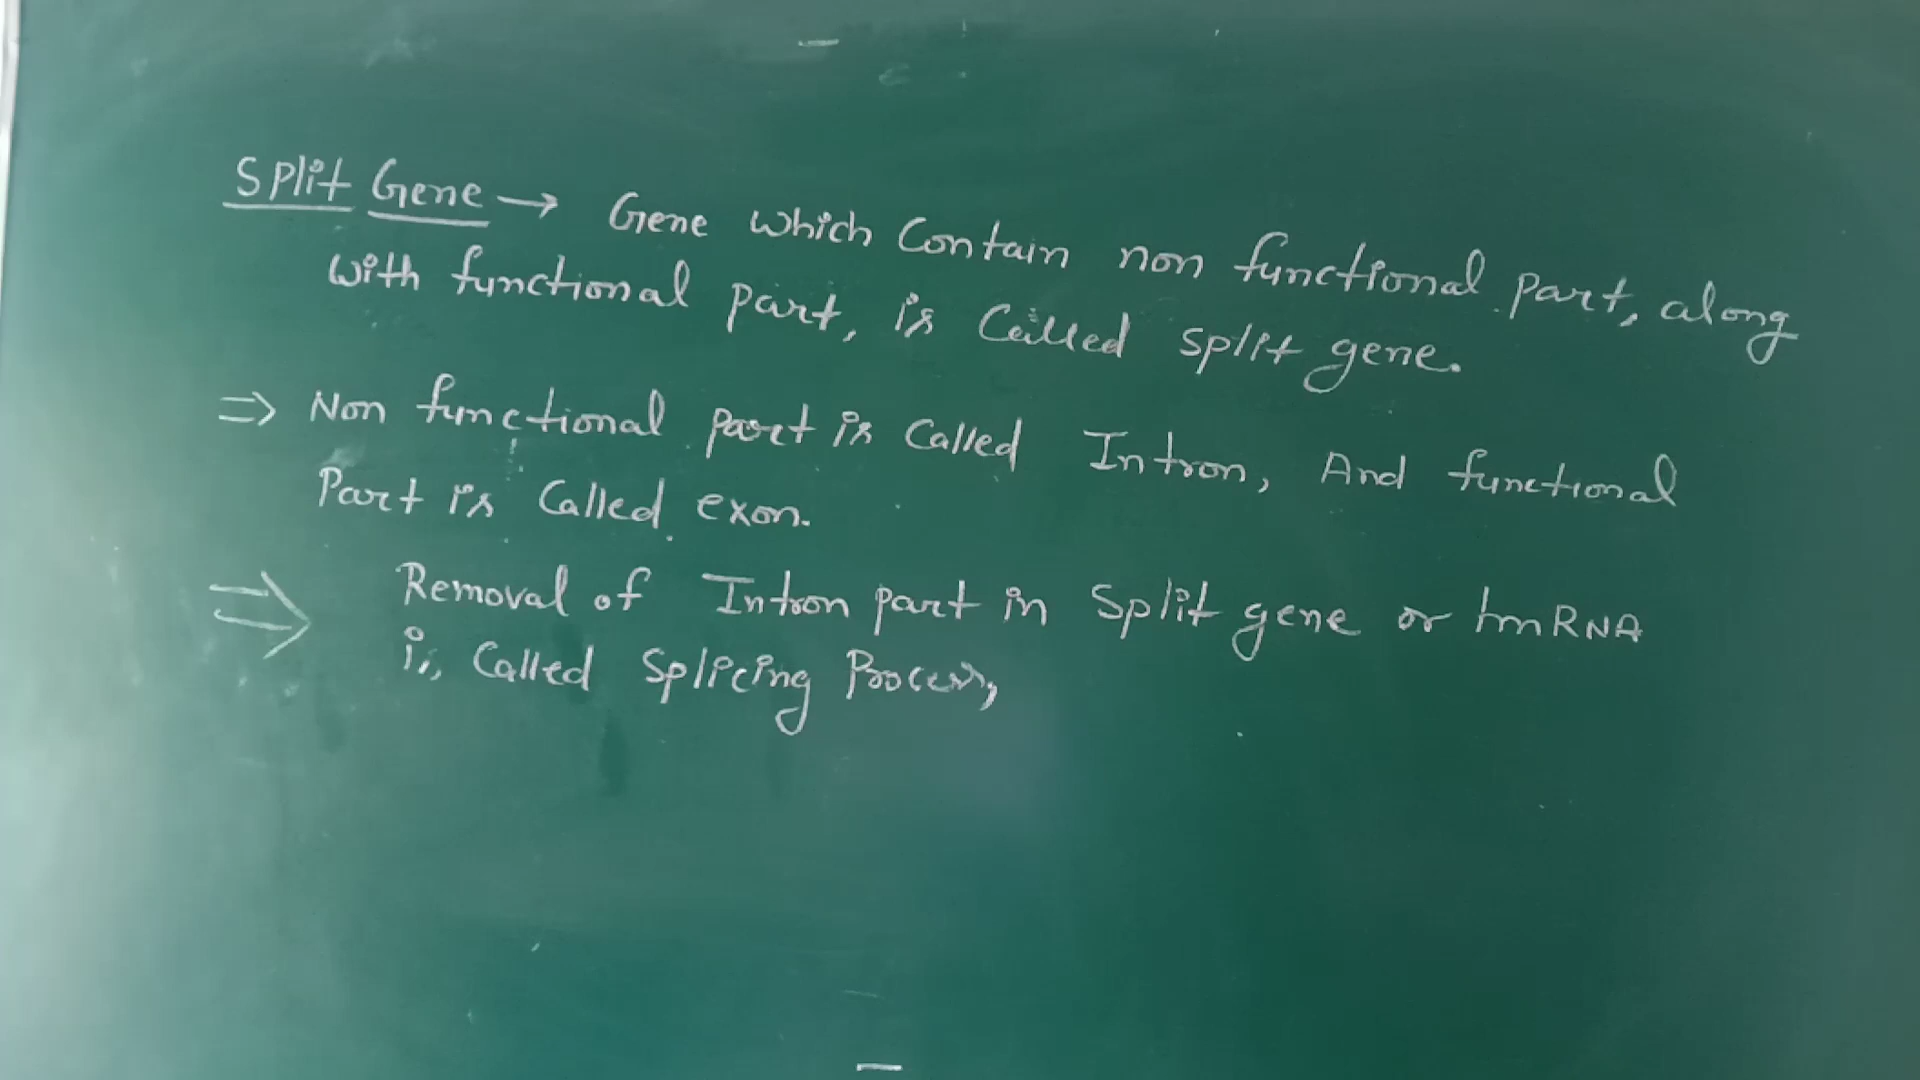 Split Gene → Gene which Contain non functional part, along
with functional part, is Called split gene.
⇒ Non functional part is Called Intron, And functional
Part is Called exon.
⇒ Removal of Intron part in Split gene or hnRNA
is Called Splicing Process,